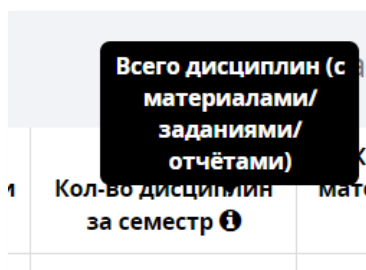 Всего дисциплин (с
материалами/
заданиями/
отчётами)
Кол-во дисциплин
за семестр